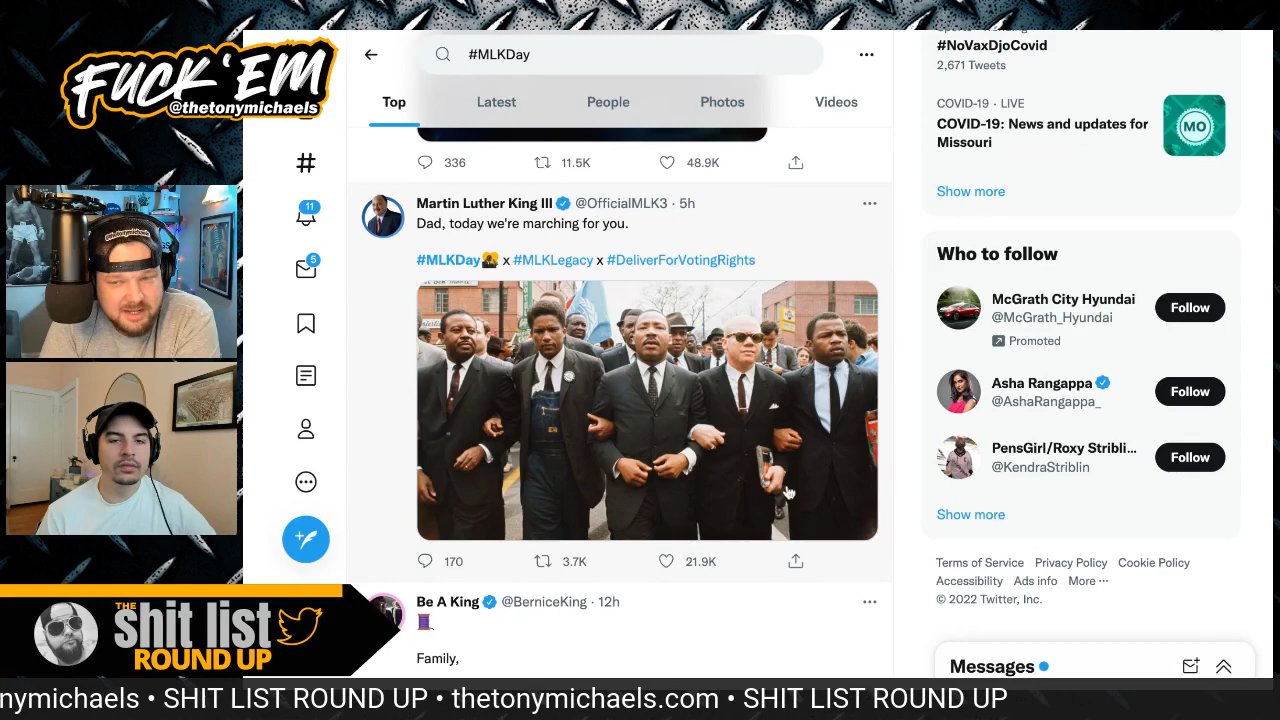 FUCK 'EM
@thetonymichaels
#MLKDay
Top
Latest
People
Photos
Videos
336
11.5K
48.9K
11
5
Martin Luther King III @OfficialMLK3 · 5h
Dad, today we're marching for you.
#MLKDay x #MLKLegacy x #DeliverForVotingRights
170
3.7K
21.9K
Be A King @BerniceKing · 12h
Family,
#NoVaxDjoCovid
2,671 Tweets
COVID-19 · LIVE
COVID-19: News and updates for
Missouri
MO
Show more
Who to follow
McGrath City Hyundai
@McGrath_Hyundai
Promoted
Follow
Asha Rangappa
@AshaRangappa_
Follow
PensGirl/Roxy Stribli...
@KendraStriblin
Follow
Show more
Terms of Service Privacy Policy Cookie Policy
Accessibility Ads info More ···
© 2022 Twitter, Inc.
Messages
THE
shit list
ROUND UP
nymichaels • SHIT LIST ROUND UP • thetonymichaels.com • SHIT LIST ROUND UP